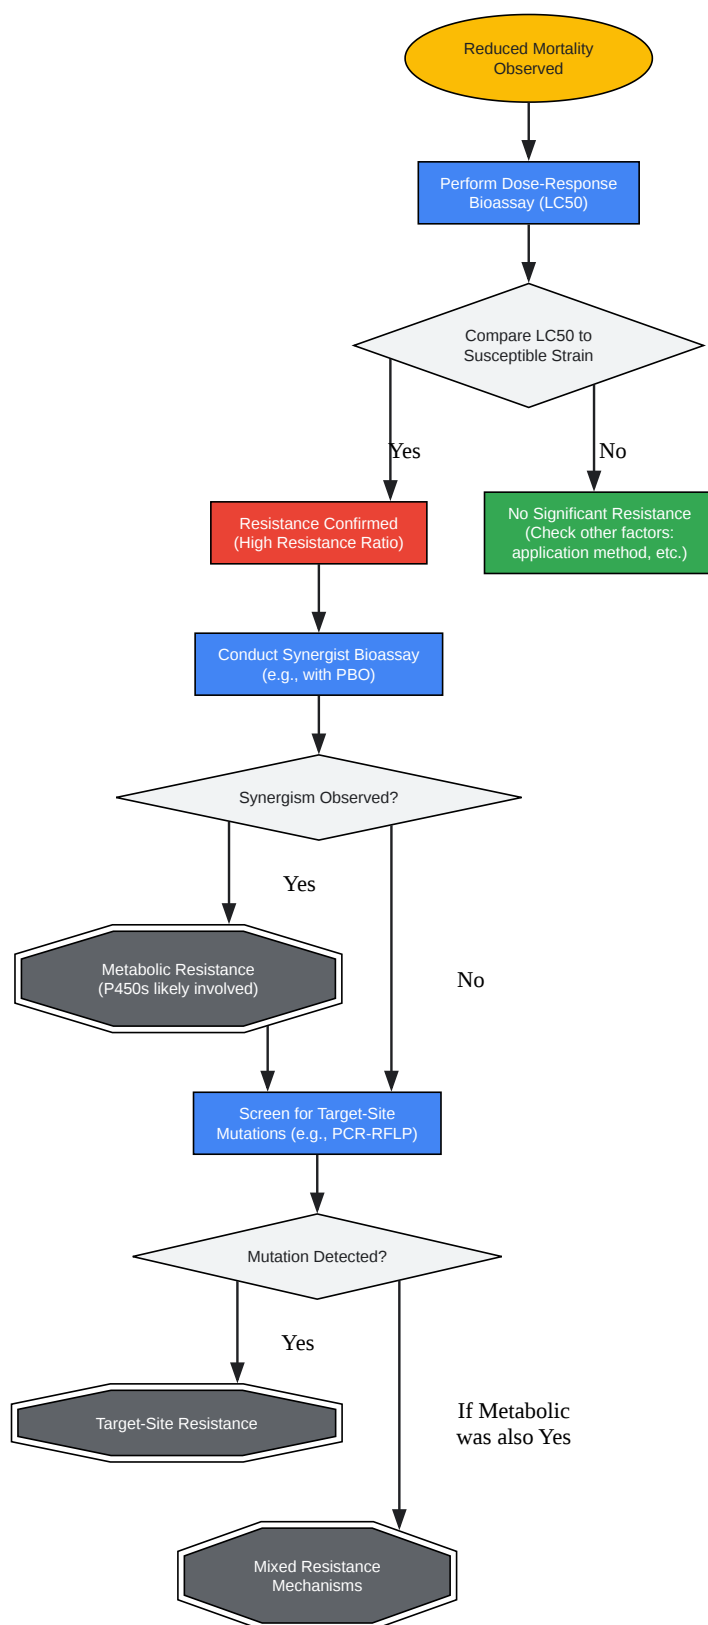 Reduced Mortality
Observed
Perform Dose-Response
Bioassay (LC50)
Compare LC50 to
Susceptible Strain
Yes
No
Resistance Confirmed
(High Resistance Ratio)
No Significant Resistance
(Check other factors:
application method, etc.)
Conduct Synergist Bioassay
(e.g., with PBO)
Synergism Observed?
Yes
Metabolic Resistance
(P450s likely involved)
No
Screen for Target-Site
Mutations (e.g., PCR-RFLP)
Mutation Detected?
Yes
Target-Site Resistance
If Metabolic
was also Yes
Mixed Resistance
Mechanisms